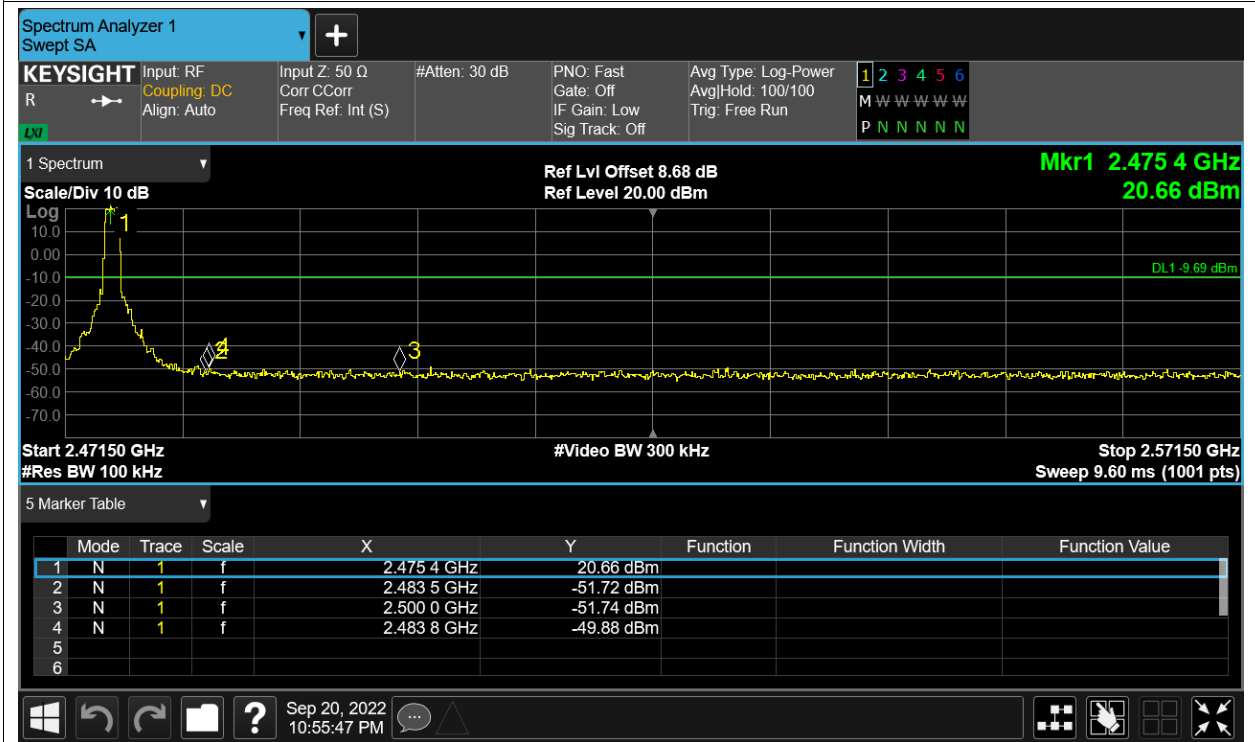 Spectrum Analyzer 1
Swept SA
+
KEYSIGHT Input: RF Input Z: 50 Ω #Atten: 30 dB PNO: Fast Avg Type: Log-Power 1 2 3 4 5 6
R Coupling: DC Corr CCorr Gate: Off Avg|Hold: 100/100 M W W W W W
Align: Auto Freq Ref: Int (S) IF Gain: Low Trig: Free Run
LXI Sig Track: Off P N N N N N
1 Spectrum Ref Lvl Offset 8.68 dB Mkr1 2.475 4 GHz
Scale/Div 10 dB Ref Level 20.00 dBm 20.66 dBm
Log
1
10.0
0.00
DL1 -9.69 dBm
-10.0
-20.0
-30.0
-40.0
2 4 3
-50.0
-60.0
-70.0
Start 2.47150 GHz #Video BW 300 kHz Stop 2.57150 GHz
#Res BW 100 kHz Sweep 9.60 ms (1001 pts)
5 Marker Table
Mode Trace Scale X Y Function Function Width Function Value
1 N 1 f 2.475 4 GHz 20.66 dBm
2 N 1 f 2.483 5 GHz -51.72 dBm
3 N 1 f 2.500 0 GHz -51.74 dBm
4 N 1 f 2.483 8 GHz -49.88 dBm
5
6
? Sep 20, 2022
10:55:47 PM